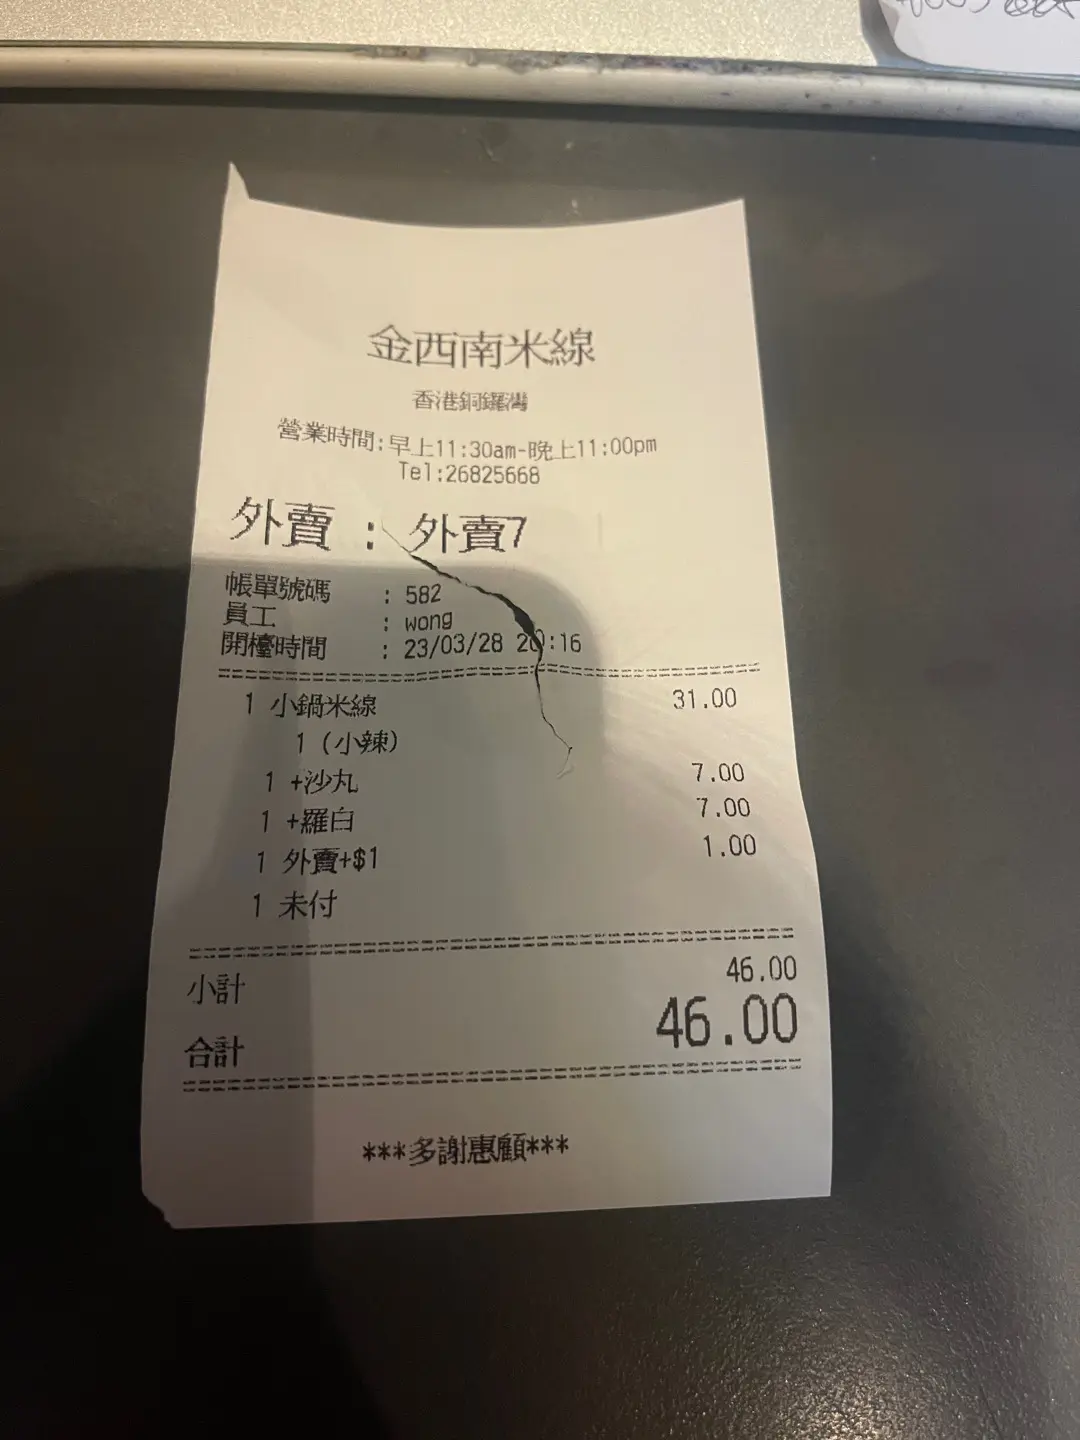 金西南米線
香港銅鑼灣
營業時間:早上11:30am-晚上11:00pm
Tel:26825668
外賣 : 外賣7
帳單號碼 : 582
員工 : wong
開檯時間 : 23/03/28 20:16
1 小鍋米線 31.00
1 (小辣)
1 +沙丸 7.00
1 +羅白 7.00
1 外賣+$1 1.00
1 未付
小計 46.00
合計 46.00
***多謝惠顧***